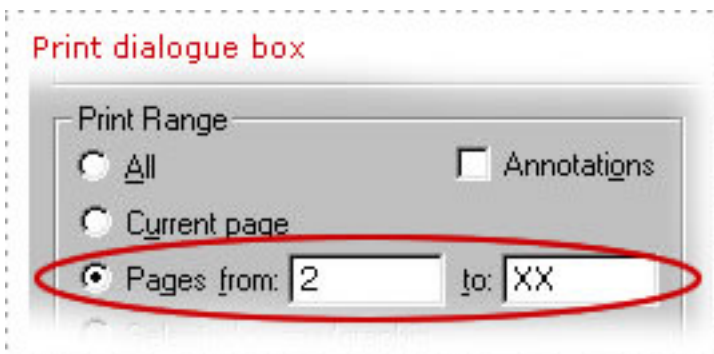 Print dialogue box
Print Range
All
Annotations
Current page
Pages from: 2 to: XX